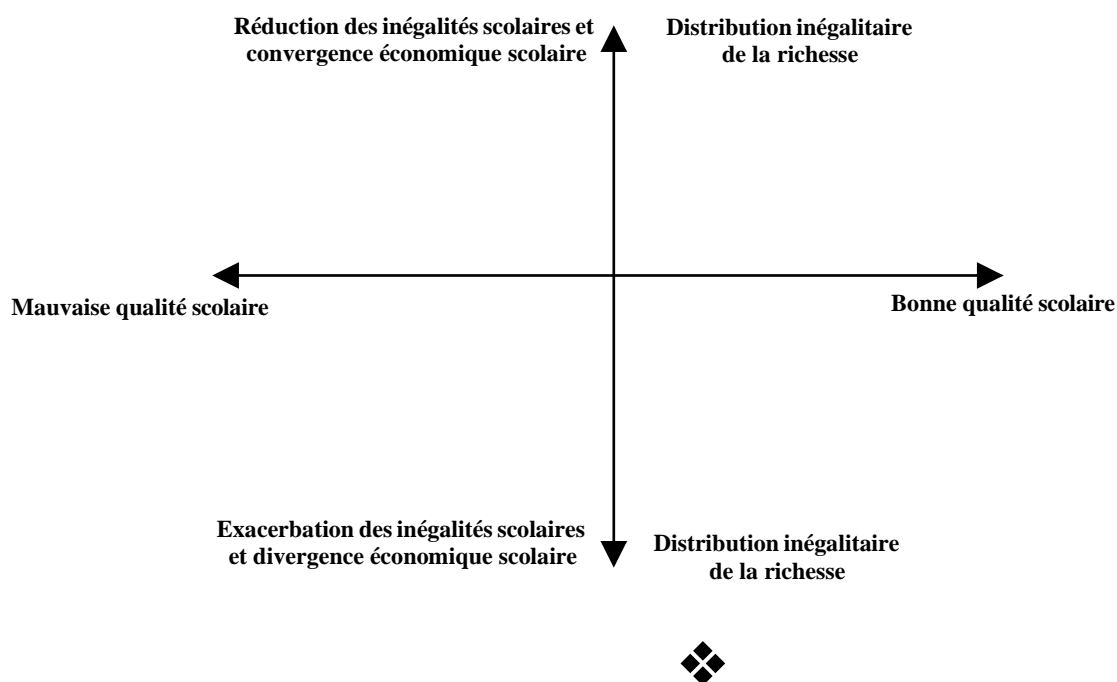 Réduction des inégalités scolaires et
convergence économique scolaire
Distribution inégalitaire
de la richesse
Mauvaise qualité scolaire
Bonne qualité scolaire
Exacerbation des inégalités scolaires
et divergence économique scolaire
Distribution inégalitaire
de la richesse